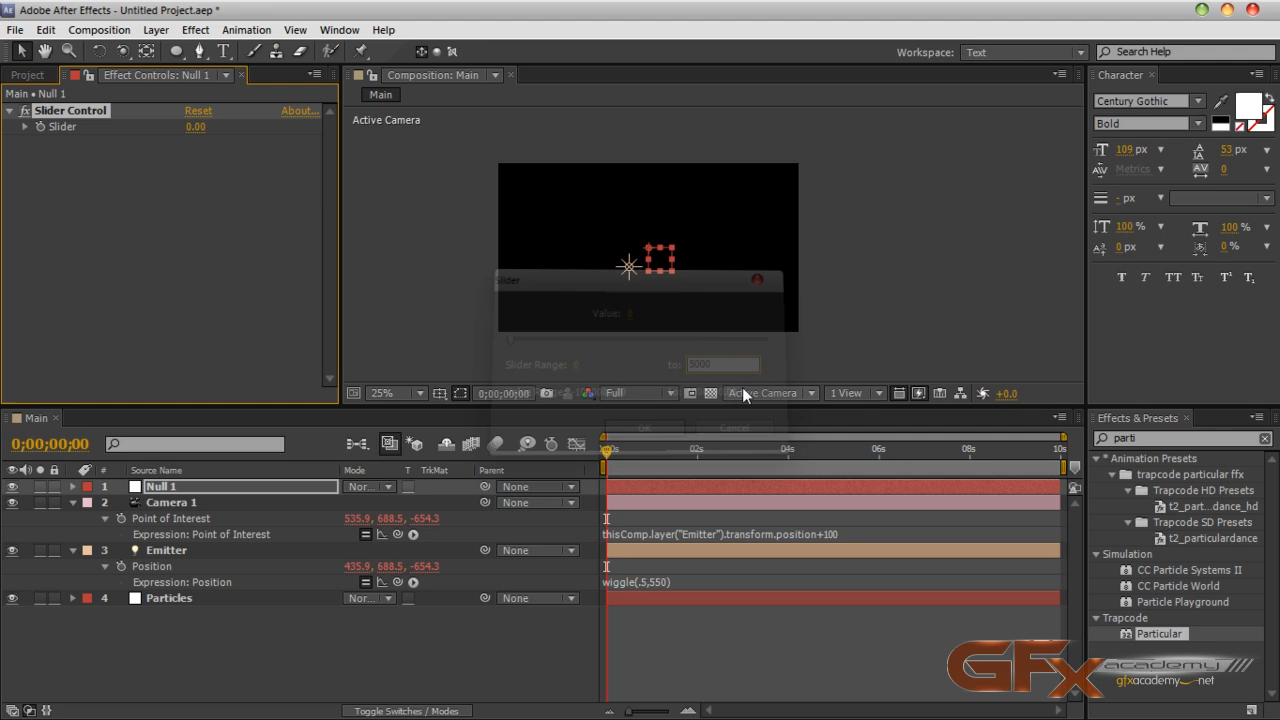 Adobe After Effects - Untitled Project.aep *
File Edit Composition Layer Effect Animation View Window Help
Workspace: Text Search Help
Project Effect Controls: Null 1
Main • Null 1
fx Slider Control Reset About...
Slider 0.00
Composition: Main
Main
Active Camera
Slider
Value: 0
Slider Range: 0 to: 5000
OK Cancel
25% 0;00;00;00 Full Active Camera 1 View +0.0
Character
Century Gothic
Bold
109 px 53 px
Metrics 0
- px
100 % 100 %
0 px 0 %
T T TT Tt T¹ T₁
Main
0;00;00;00
# Source Name Mode T TrkMat Parent
02s 04s 06s 08s 10s
1 Null 1 Nor... None
2 Camera 1 None
Point of Interest 535.9, 688.5, -654.3
Expression: Point of Interest thisComp.layer("Emitter").transform.position+100
3 Emitter None
Position 435.9, 688.5, -654.3
Expression: Position wiggle(.5,550)
4 Particles Nor... None
Toggle Switches / Modes
Effects & Presets
parti
* Animation Presets
trapcode particular ffx
Trapcode HD Presets
t2_part...dance_hd
Trapcode SD Presets
t2_particulardance
Simulation
CC Particle Systems II
CC Particle World
Particle Playground
Trapcode
Particular
GFx academy
gfxacademy.net